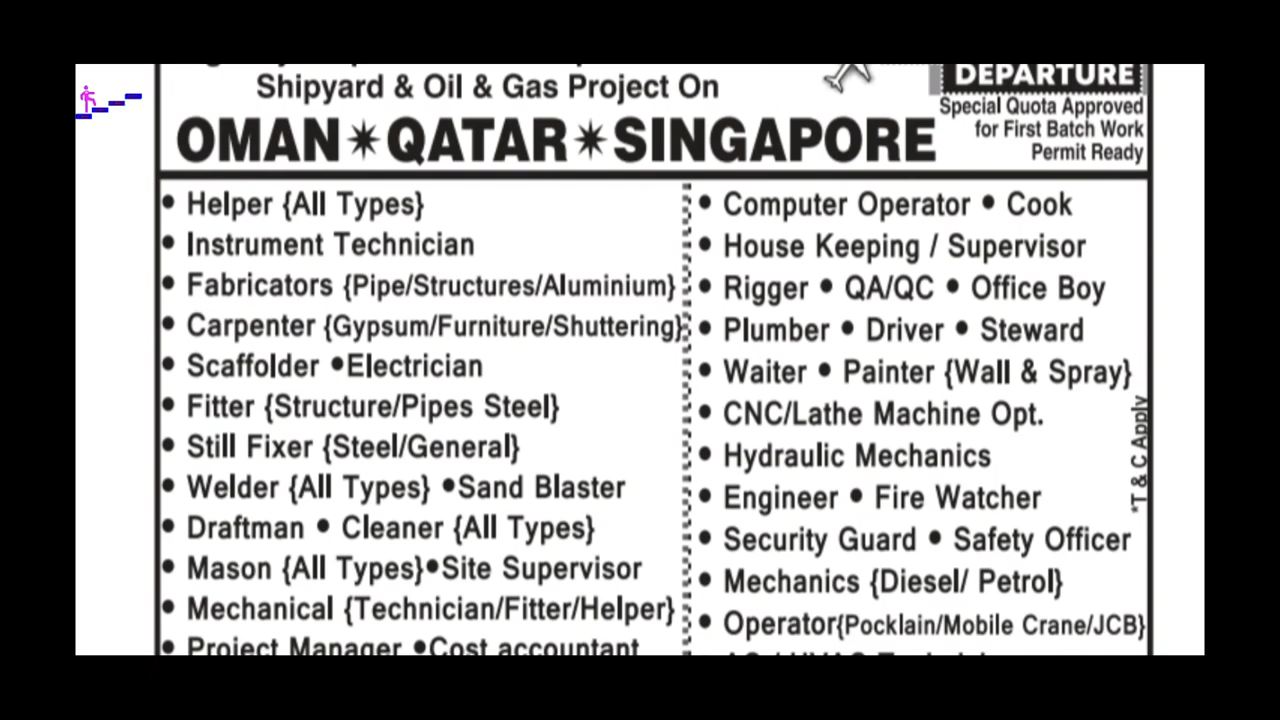 Shipyard & Oil & Gas Project On
OMAN✷QATAR✷SINGAPORE
DEPARTURE
Special Quota Approved
for First Batch Work
Permit Ready
• Helper {All Types}
• Instrument Technician
• Fabricators {Pipe/Structures/Aluminium}
• Carpenter {Gypsum/Furniture/Shuttering}
• Scaffolder •Electrician
• Fitter {Structure/Pipes Steel}
• Still Fixer {Steel/General}
• Welder {All Types} •Sand Blaster
• Draftman • Cleaner {All Types}
• Mason {All Types}•Site Supervisor
• Mechanical {Technician/Fitter/Helper}
Project Manager •Cost accountant
• Computer Operator • Cook
• House Keeping / Supervisor
• Rigger • QA/QC • Office Boy
• Plumber • Driver • Steward
• Waiter • Painter {Wall & Spray}
• CNC/Lathe Machine Opt.
• Hydraulic Mechanics
• Engineer • Fire Watcher
• Security Guard • Safety Officer
• Mechanics {Diesel/ Petrol}
• Operator{Pocklain/Mobile Crane/JCB}
*T & C Apply